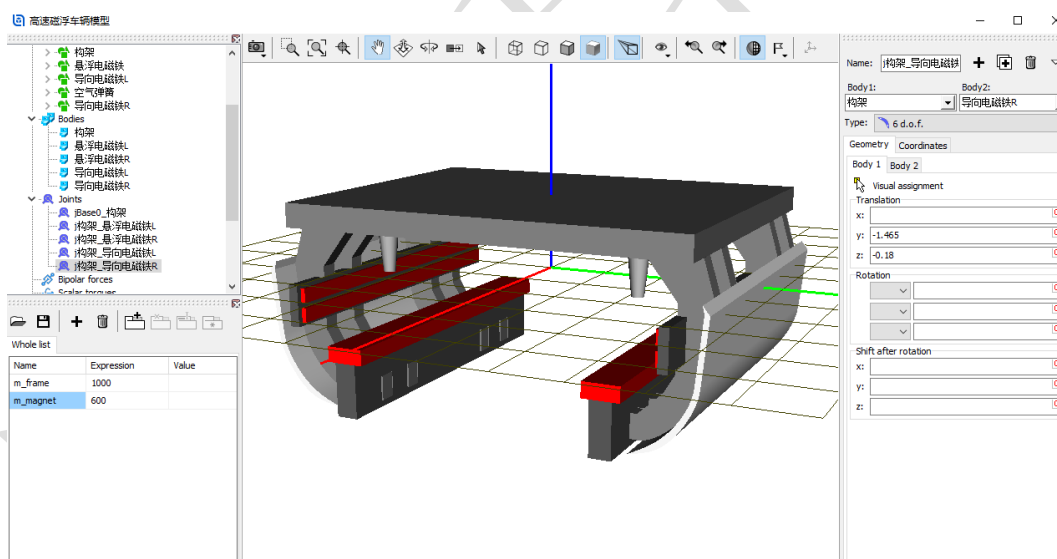 高速磁浮车辆模型
构架
悬浮电磁铁
导向电磁铁L
空气弹簧
导向电磁铁R
Bodies
构架
悬浮电磁铁L
悬浮电磁铁R
导向电磁铁L
导向电磁铁R
Joints
jBase0_构架
j构架_悬浮电磁铁L
j构架_悬浮电磁铁R
j构架_导向电磁铁L
j构架_导向电磁铁R
Bipolar forces
Scalar torques
Whole list
Name Expression Value
m_frame 1000
m_magnet 600
Name: j构架_导向电磁铁
Body1: Body2:
构架 导向电磁铁R
Type: 6 d.o.f.
Geometry Coordinates
Body 1 Body 2
Visual assignment
Translation
x:
y: -1.465
z: -0.18
Rotation
Shift after rotation
x:
y:
z: